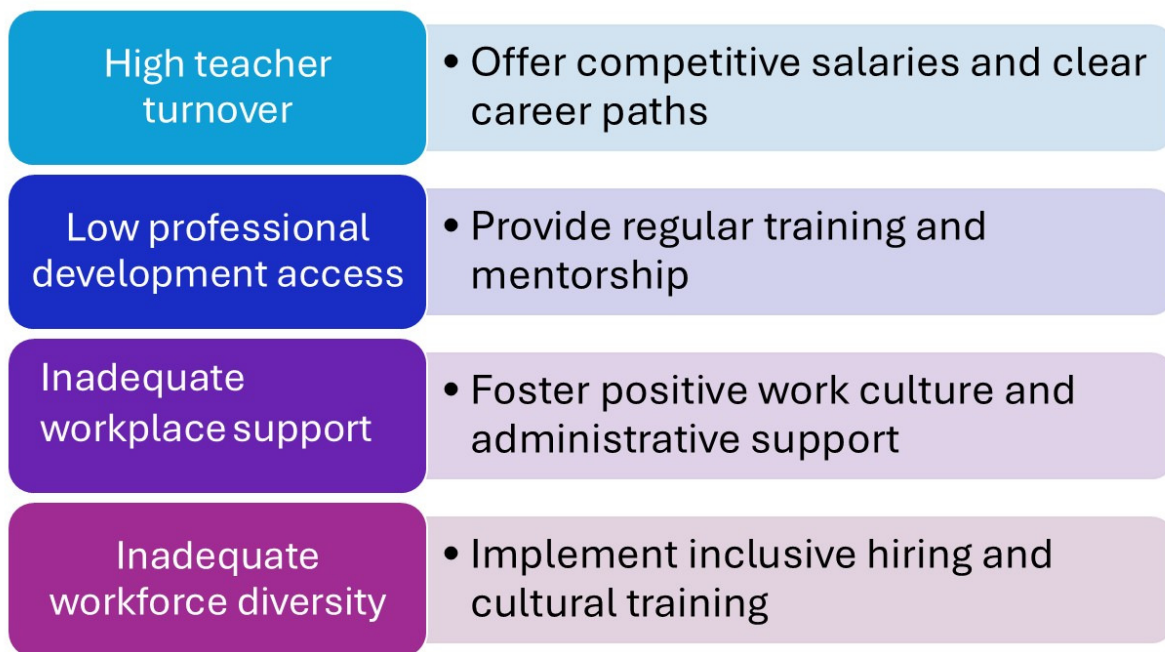 High teacher
turnover
• Offer competitive salaries and clear
career paths
Low professional
development access
• Provide regular training and
mentorship
Inadequate
workplace support
• Foster positive work culture and
administrative support
Inadequate
workforce diversity
• Implement inclusive hiring and
cultural training